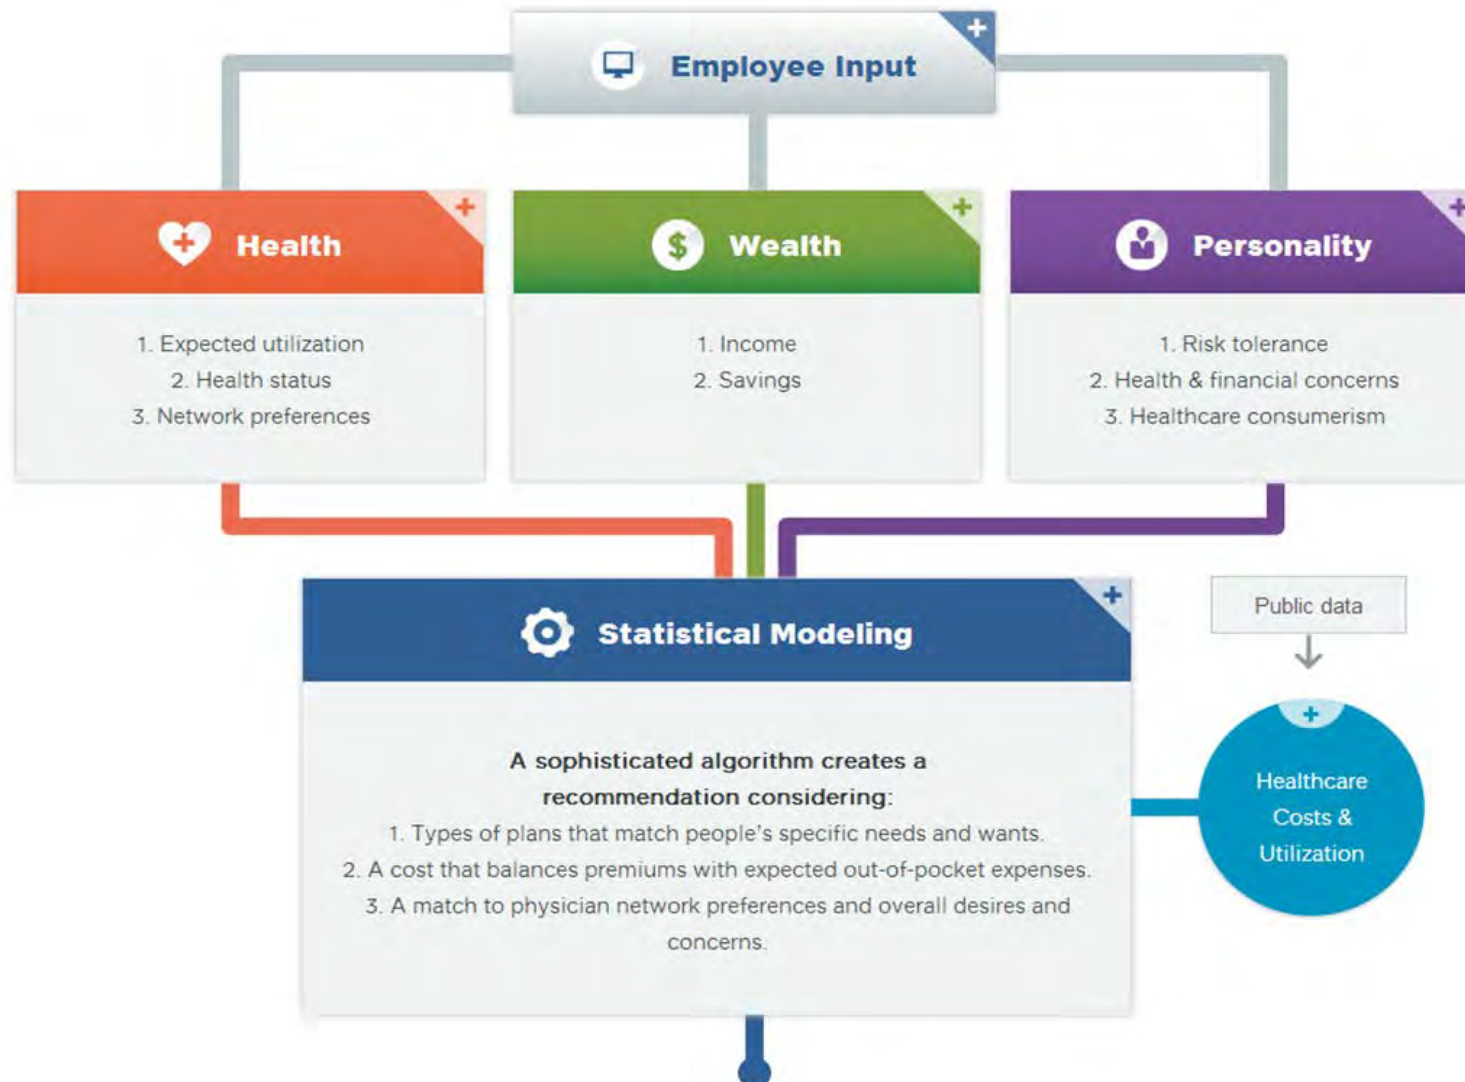 Employee Input
Health
1. Expected utilization
2. Health status
3. Network preferences
Wealth
1. Income
2. Savings
Personality
1. Risk tolerance
2. Health & financial concerns
3. Healthcare consumerism
Statistical Modeling
A sophisticated algorithm creates a
recommendation considering:
1. Types of plans that match people's specific needs and wants.
2. A cost that balances premiums with expected out-of-pocket expenses.
3. A match to physician network preferences and overall desires and
concerns.
Public data
Healthcare
Costs &
Utilization